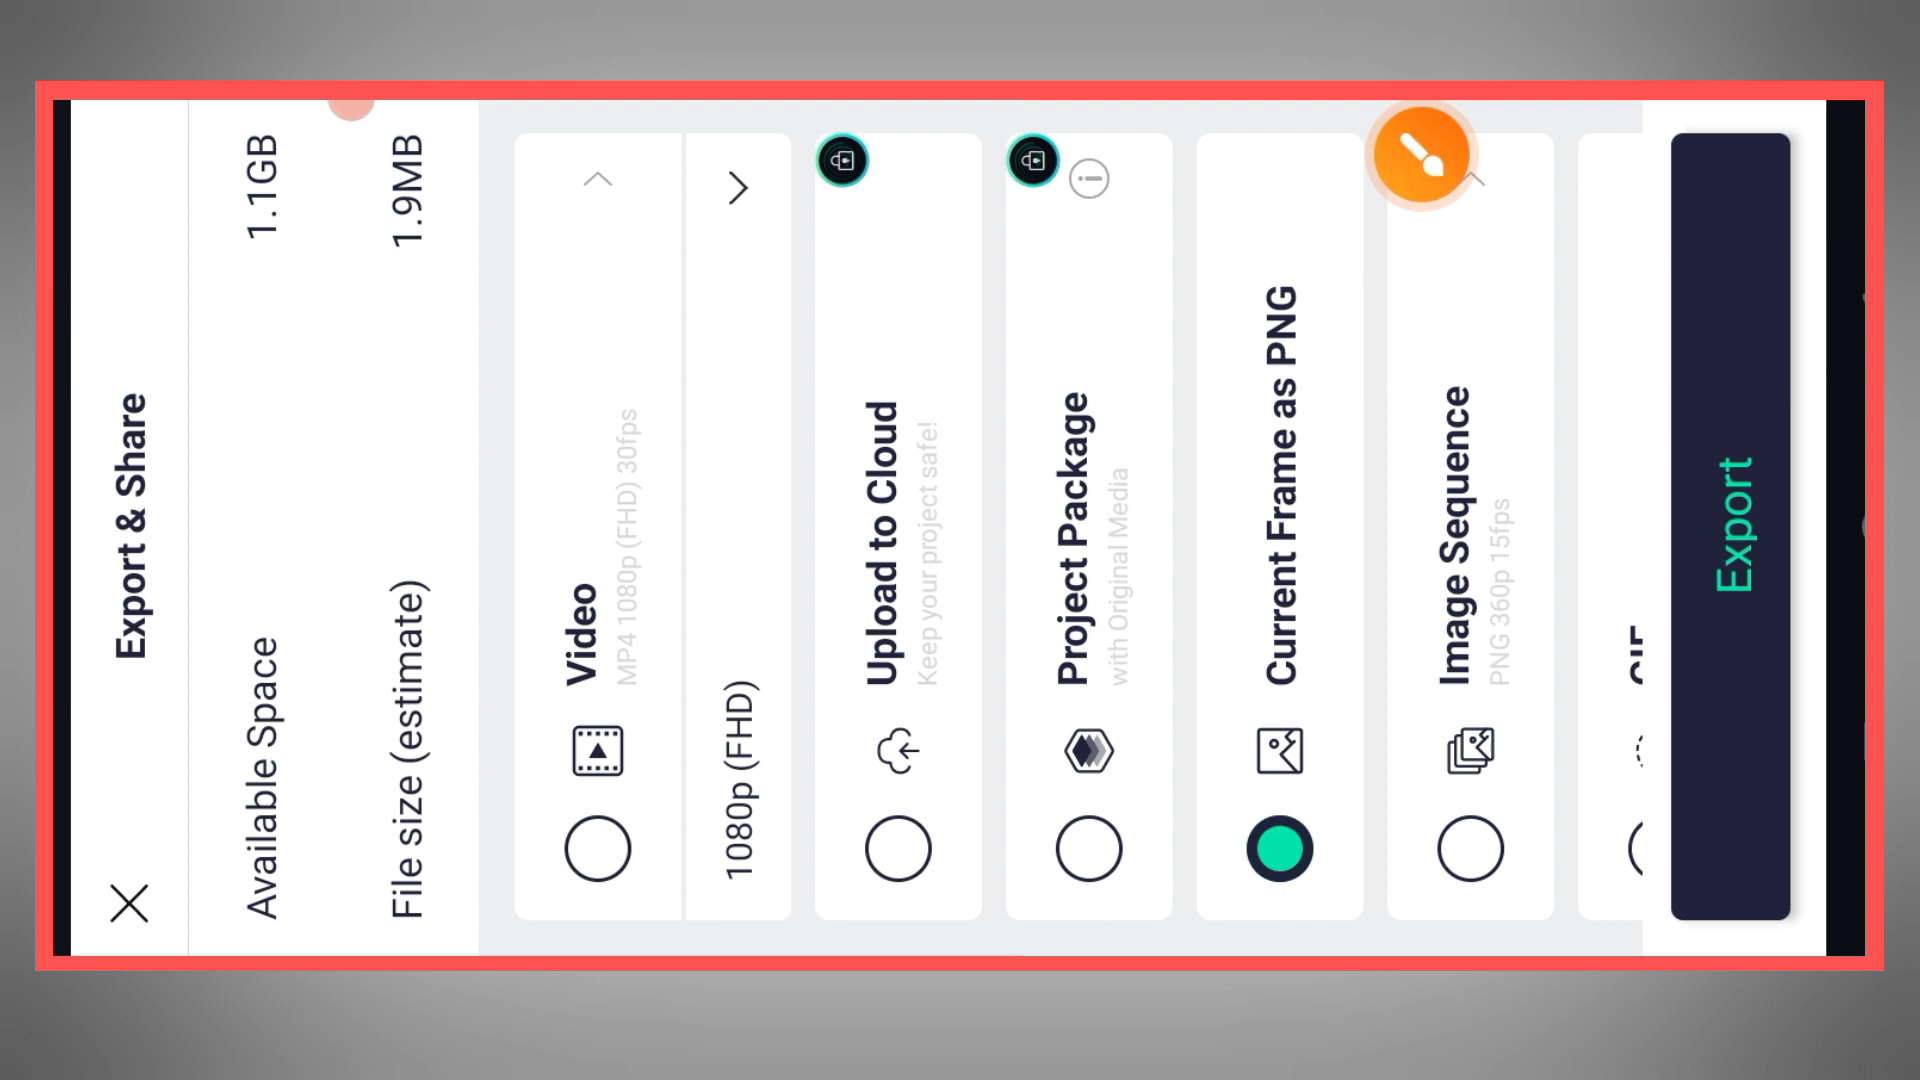 Export & Share
Available Space 1.1GB
File size (estimate) 1.9MB
Video
MP4 1080p (FHD) 30fps
1080p (FHD)
Upload to Cloud
Keep your project safe!
Project Package
with Original Media
Current Frame as PNG
Image Sequence
PNG 360p 15fps
Export